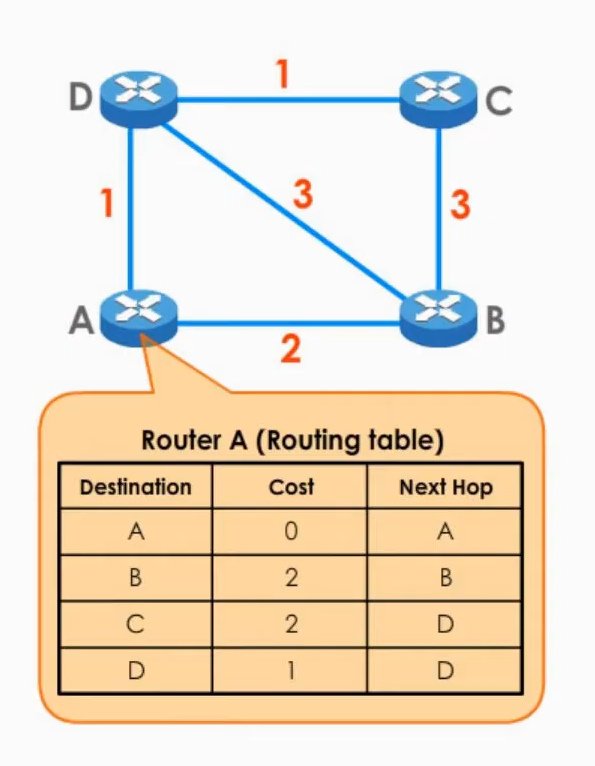 D 1 C
1 3 3
A 2 B
Router A (Routing table)
Destination Cost Next Hop
A 0 A
B 2 B
C 2 D
D 1 D